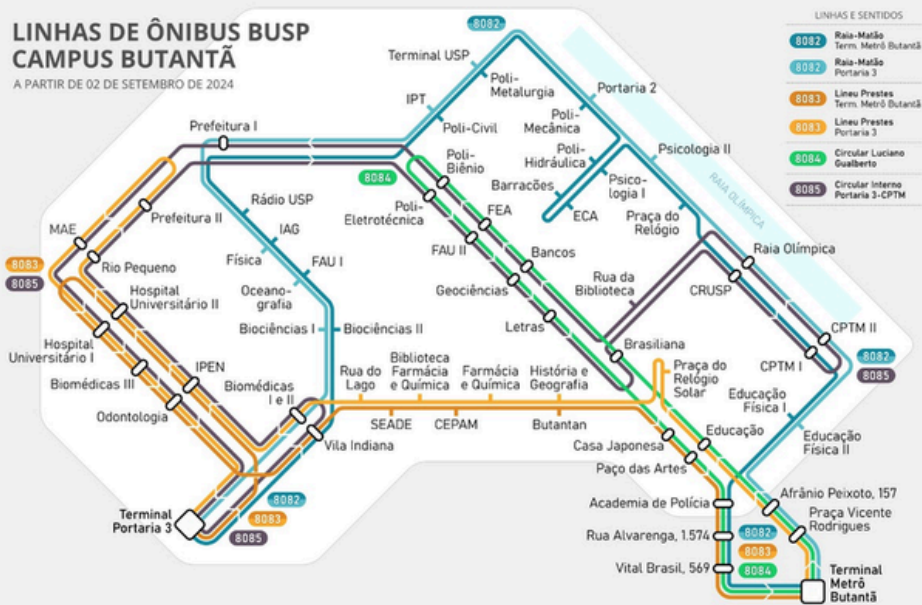 LINHAS DE ÔNIBUS BUSP
CAMPUS BUTANTÃ
A PARTIR DE 02 DE SETEMBRO DE 2024
LINHAS E SENTIDOS
8082 Raia-Matão
Term. Metrô Butantã
8082 Raia-Matão
Portaria 3
8083 Lineu Prestes
Term. Metrô Butantã
8083 Lineu Prestes
Portaria 3
8084 Circular Luciano
Gualberto
8085 Circular Interno
Portaria 3-CPTM
8082
Terminal USP
Poli-
Metalurgia
IPT
Poli-Civil
Portaria 2
Poli-
Mecânica
Poli-
Hidráulica
Barracões
ECA
Psico-
logia I
Psicologia II
Praça do
Relógio
RAIA OLÍMPICA
Raia Olímpica
CRUSP
CPTM II
CPTM I
8082
8085
Prefeitura I
Poli-
Biênio
8084
Poli-
Eletrotécnica
FEA
FAU II
Bancos
Geociências
Letras
Rua da
Biblioteca
Brasiliana
MAE
Prefeitura II
Rio Pequeno
8083
8085
Hospital
Universitário II
Hospital
Universitário I
IPEN
Biomédicas III
Odontologia
Rádio USP
IAG
Física
FAU I
Oceano-
grafia
Biociências I
Biociências II
Biomédicas
I e II
Vila Indiana
Rua do
Lago
Biblioteca
Farmácia
e Química
Farmácia
e Química
História e
Geografia
SEADE
CEPAM
Butantan
Praça do
Relógio
Solar
Educação
Física I
Educação
Física II
Casa Japonesa
Educação
Paço das Artes
Academia de Polícia
Afrânio Peixoto, 157
Praça Vicente
Rodrigues
Rua Alvarenga, 1.574
Vital Brasil, 569
8082
8083
8084
Terminal
Metrô
Butantã
Terminal
Portaria 3
8082
8083
8085